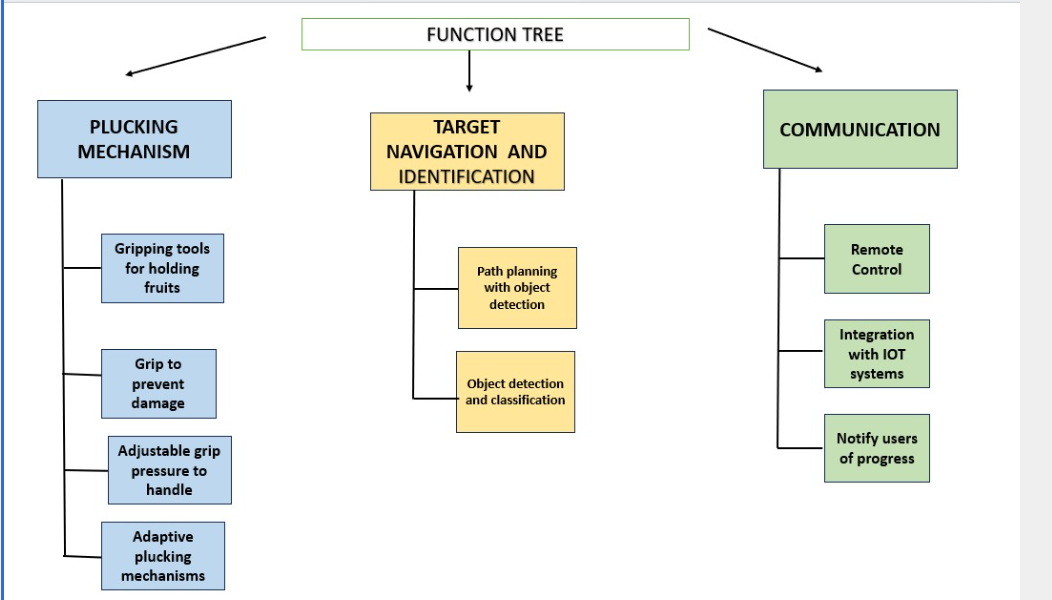 FUNCTION TREE
PLUCKING
MECHANISM
Gripping tools
for holding
fruits
Grip to
prevent
damage
Adjustable grip
pressure to
handle
Adaptive
plucking
mechanisms
TARGET
NAVIGATION AND
IDENTIFICATION
Path planning
with object
detection
Object detection
and classification
COMMUNICATION
Remote
Control
Integration
with IOT
systems
Notify users
of progress